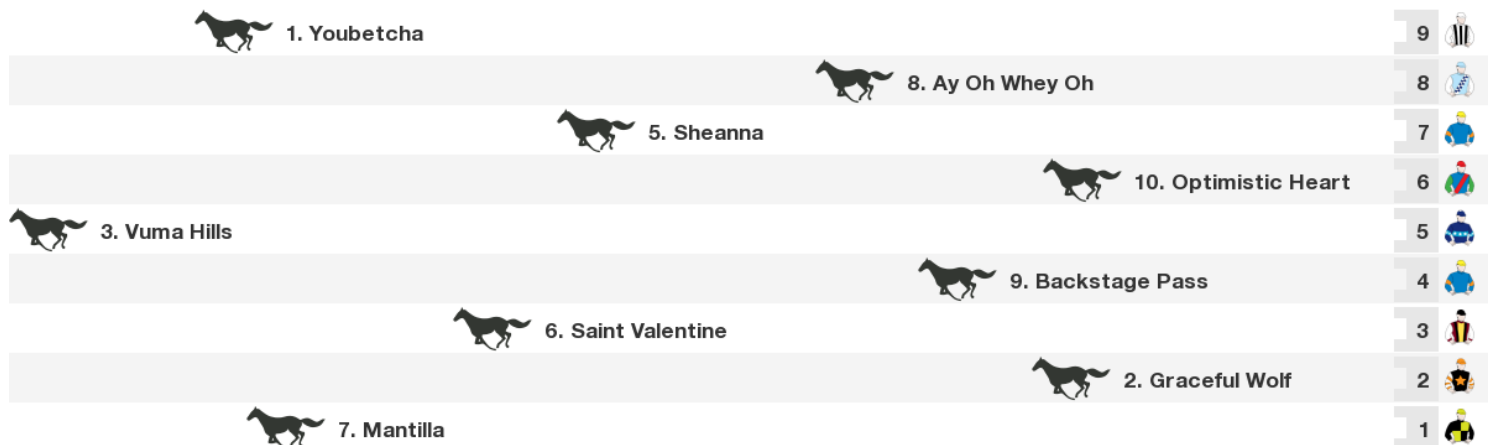 1. Youbetcha 9
8. Ay Oh Whey Oh 8
5. Sheanna 7
10. Optimistic Heart 6
3. Vuma Hills 5
9. Backstage Pass 4
6. Saint Valentine 3
2. Graceful Wolf 2
7. Mantilla 1